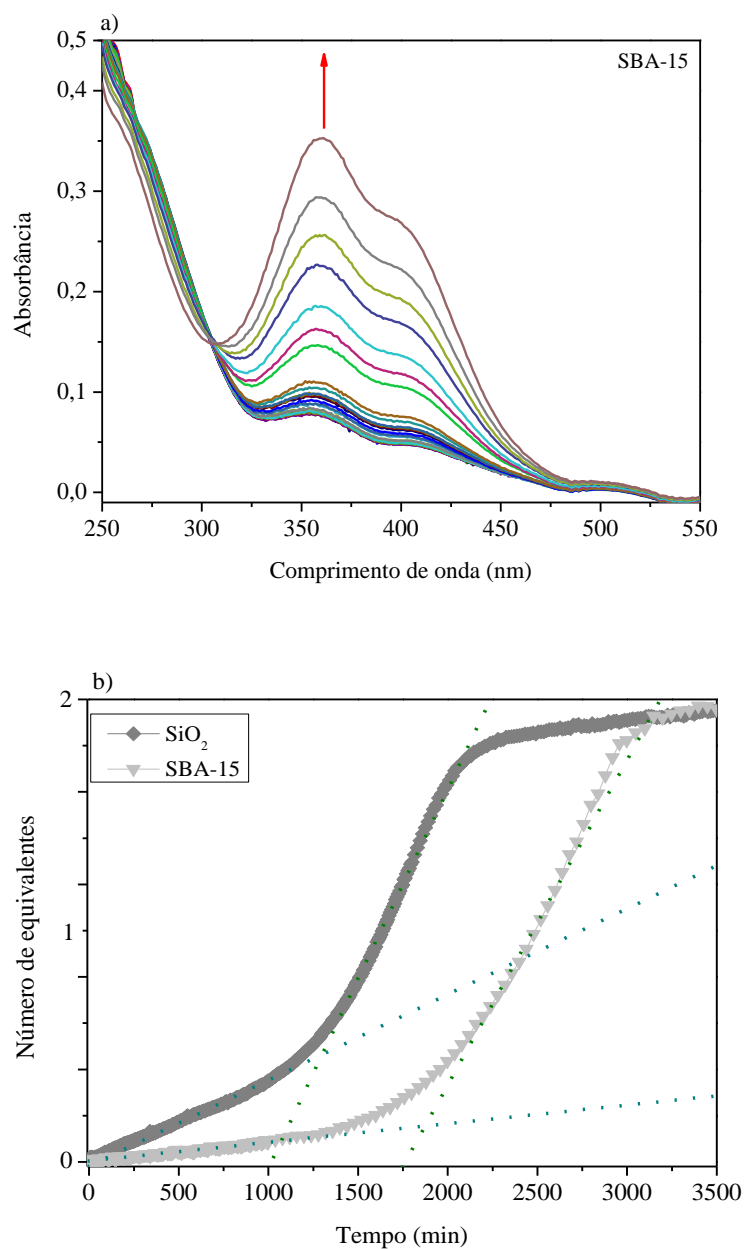 a)
SBA-15
0,5
0,4
0,3
0,2
0,1
0,0
Absorbância
250 300 350 400 450 500 550
Comprimento de onda (nm)
b)
SiO₂
SBA-15
2
1
0
Número de equivalentes
0 500 1000 1500 2000 2500 3000 3500
Tempo (min)